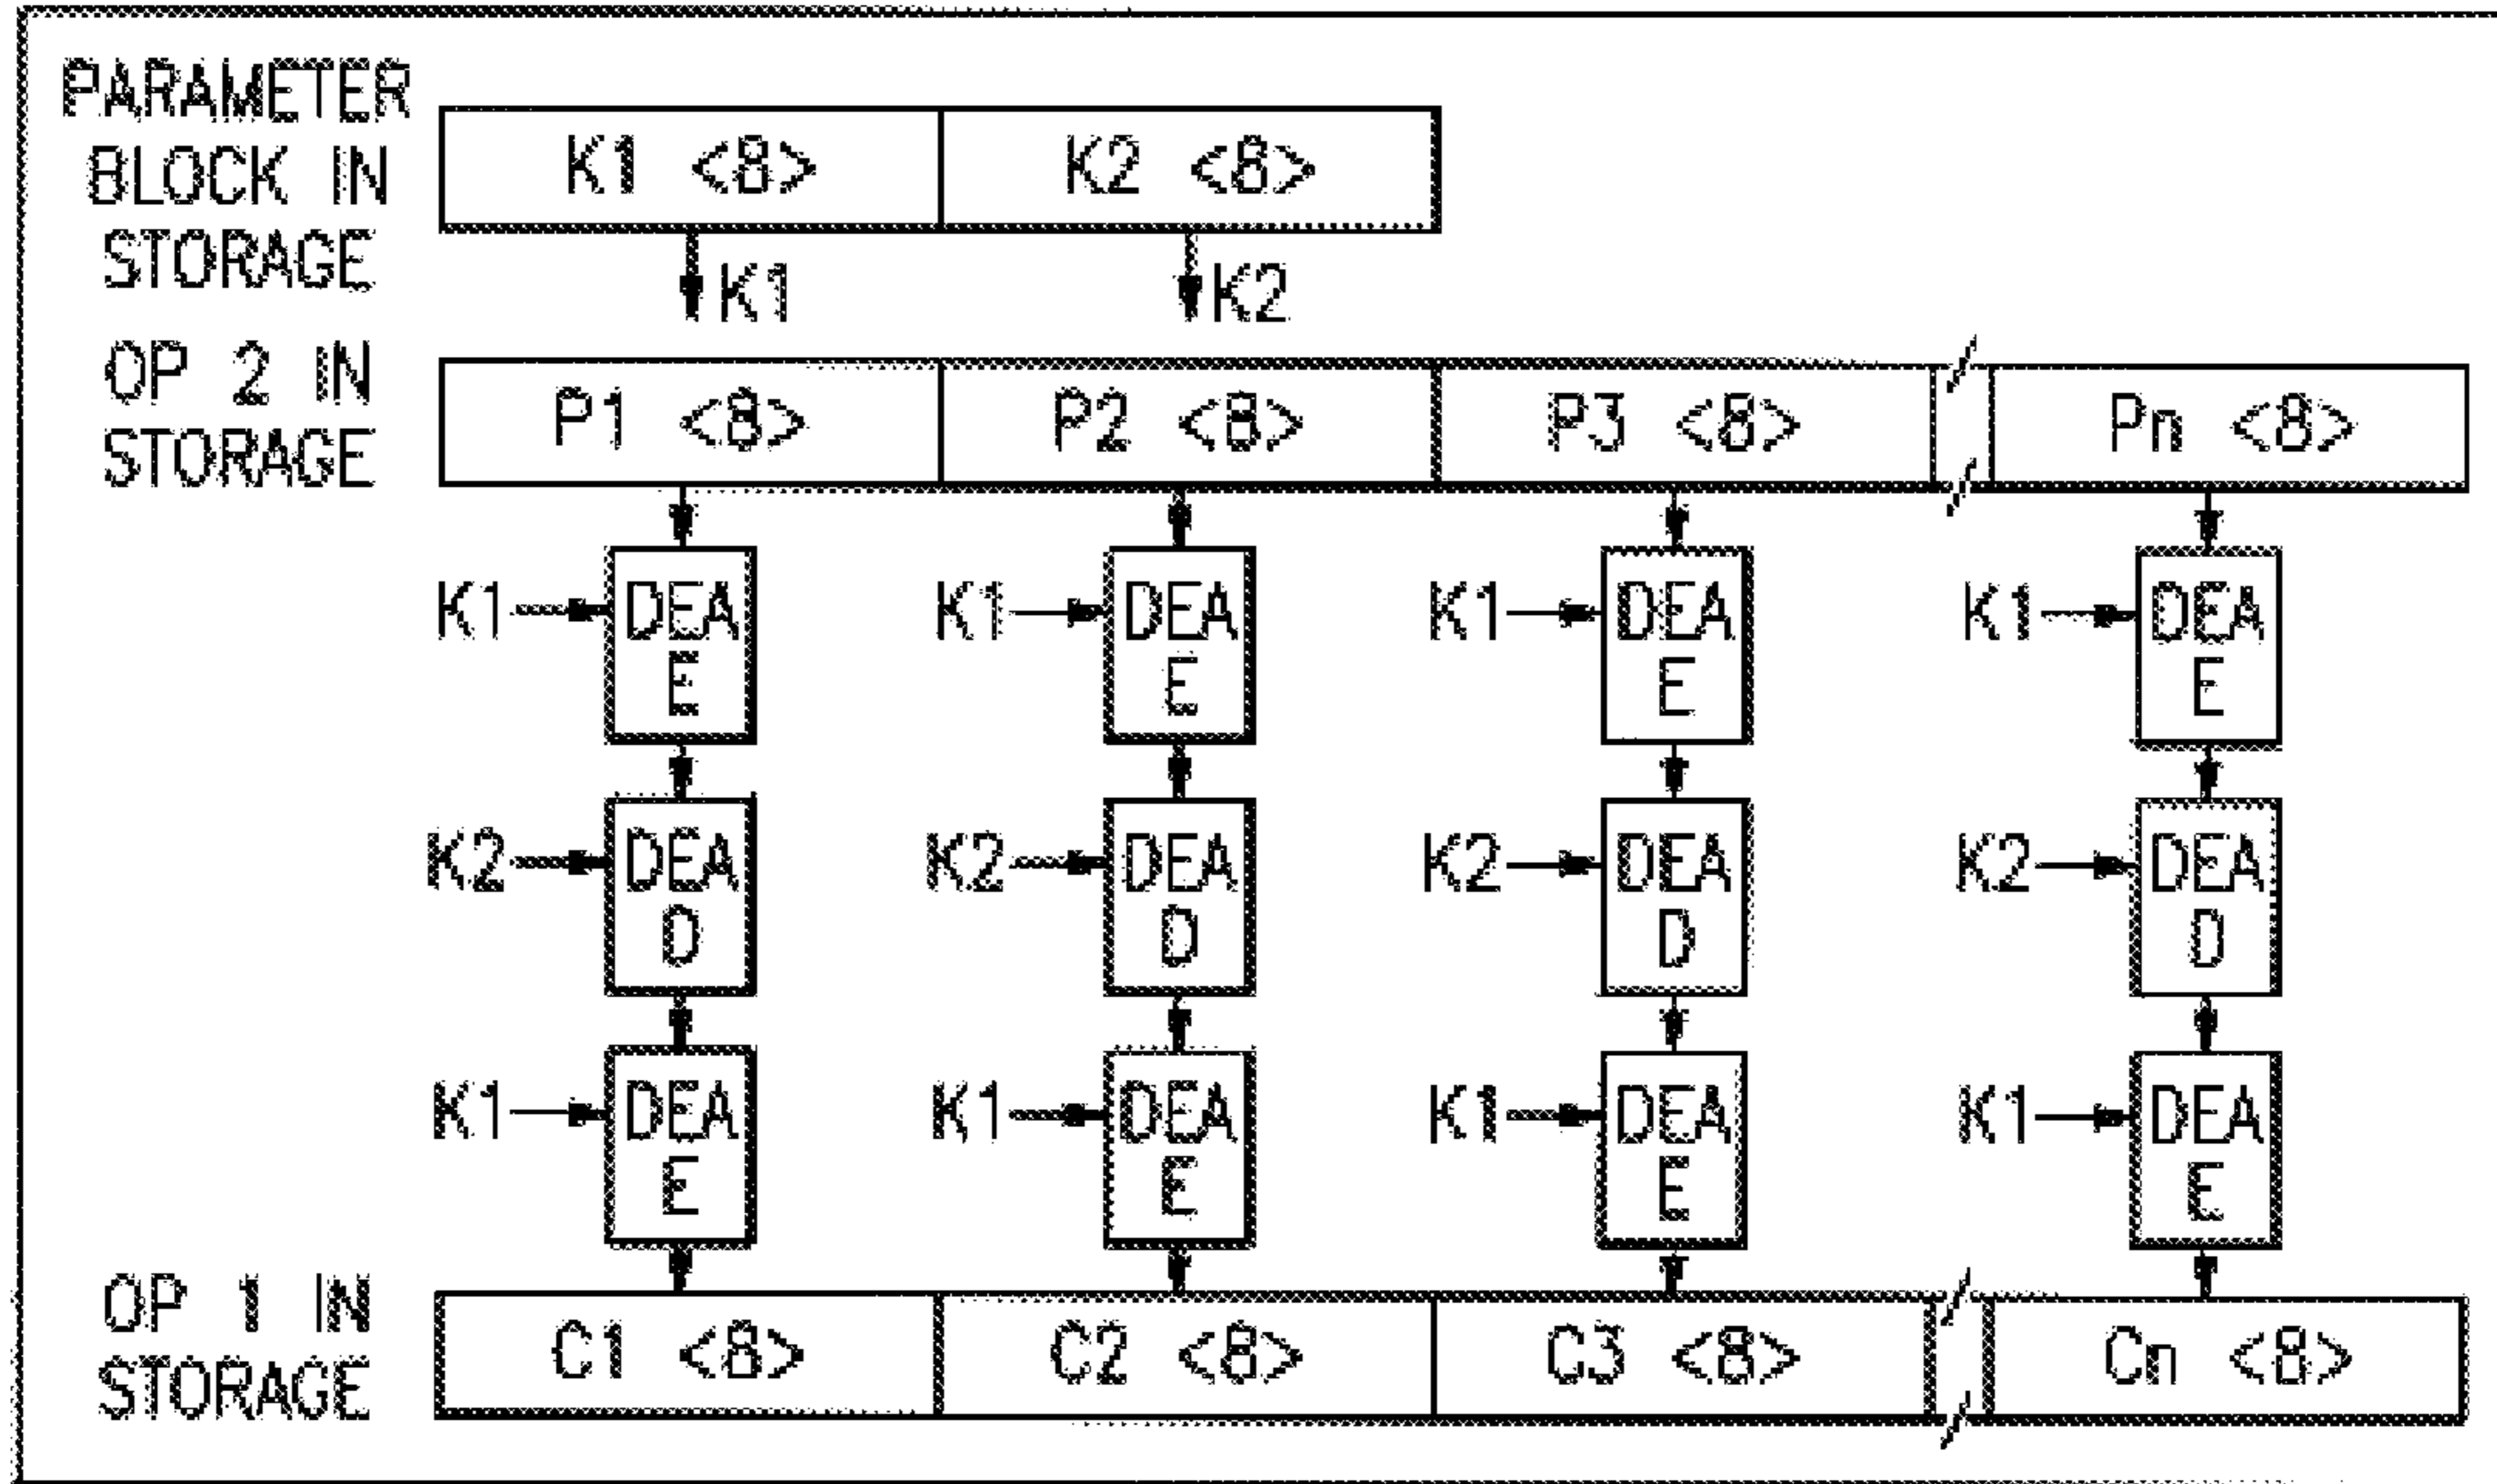 PARAMETER
BLOCK IN
STORAGE
K1 <8> K2 <8>
K1 K2
OP 2 IN
STORAGE
P1 <8> P2 <8> P3 <8> Pn <8>
K1 DEA K1 DEA K1 DEA K1 DEA
E E E E
K2 DEA K2 DEA K2 DEA K2 DEA
D D D D
K1 DEA K1 DEA K1 DEA K1 DEA
E E E E
OP 1 IN
STORAGE
C1 <8> C2 <8> C3 <8> Cn <8>